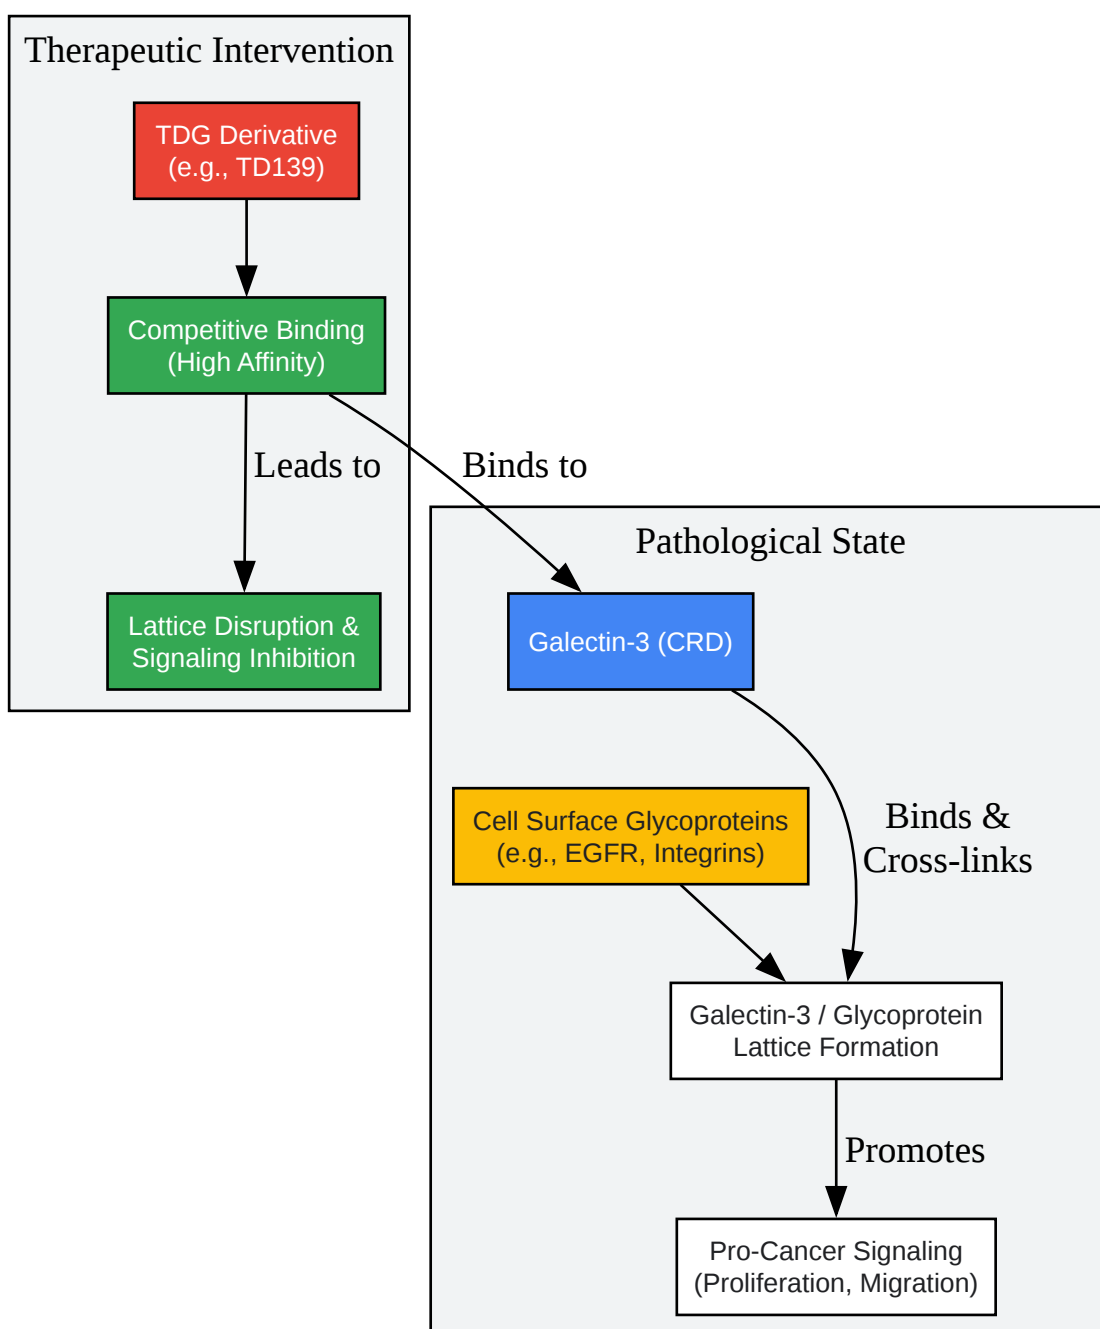 Therapeutic Intervention
TDG Derivative
(e.g., TD139)
Competitive Binding
(High Affinity)
Leads to
Binds to
Lattice Disruption &
Signaling Inhibition
Pathological State
Galectin-3 (CRD)
Cell Surface Glycoproteins
(e.g., EGFR, Integrins)
Binds &
Cross-links
Galectin-3 / Glycoprotein
Lattice Formation
Promotes
Pro-Cancer Signaling
(Proliferation, Migration)